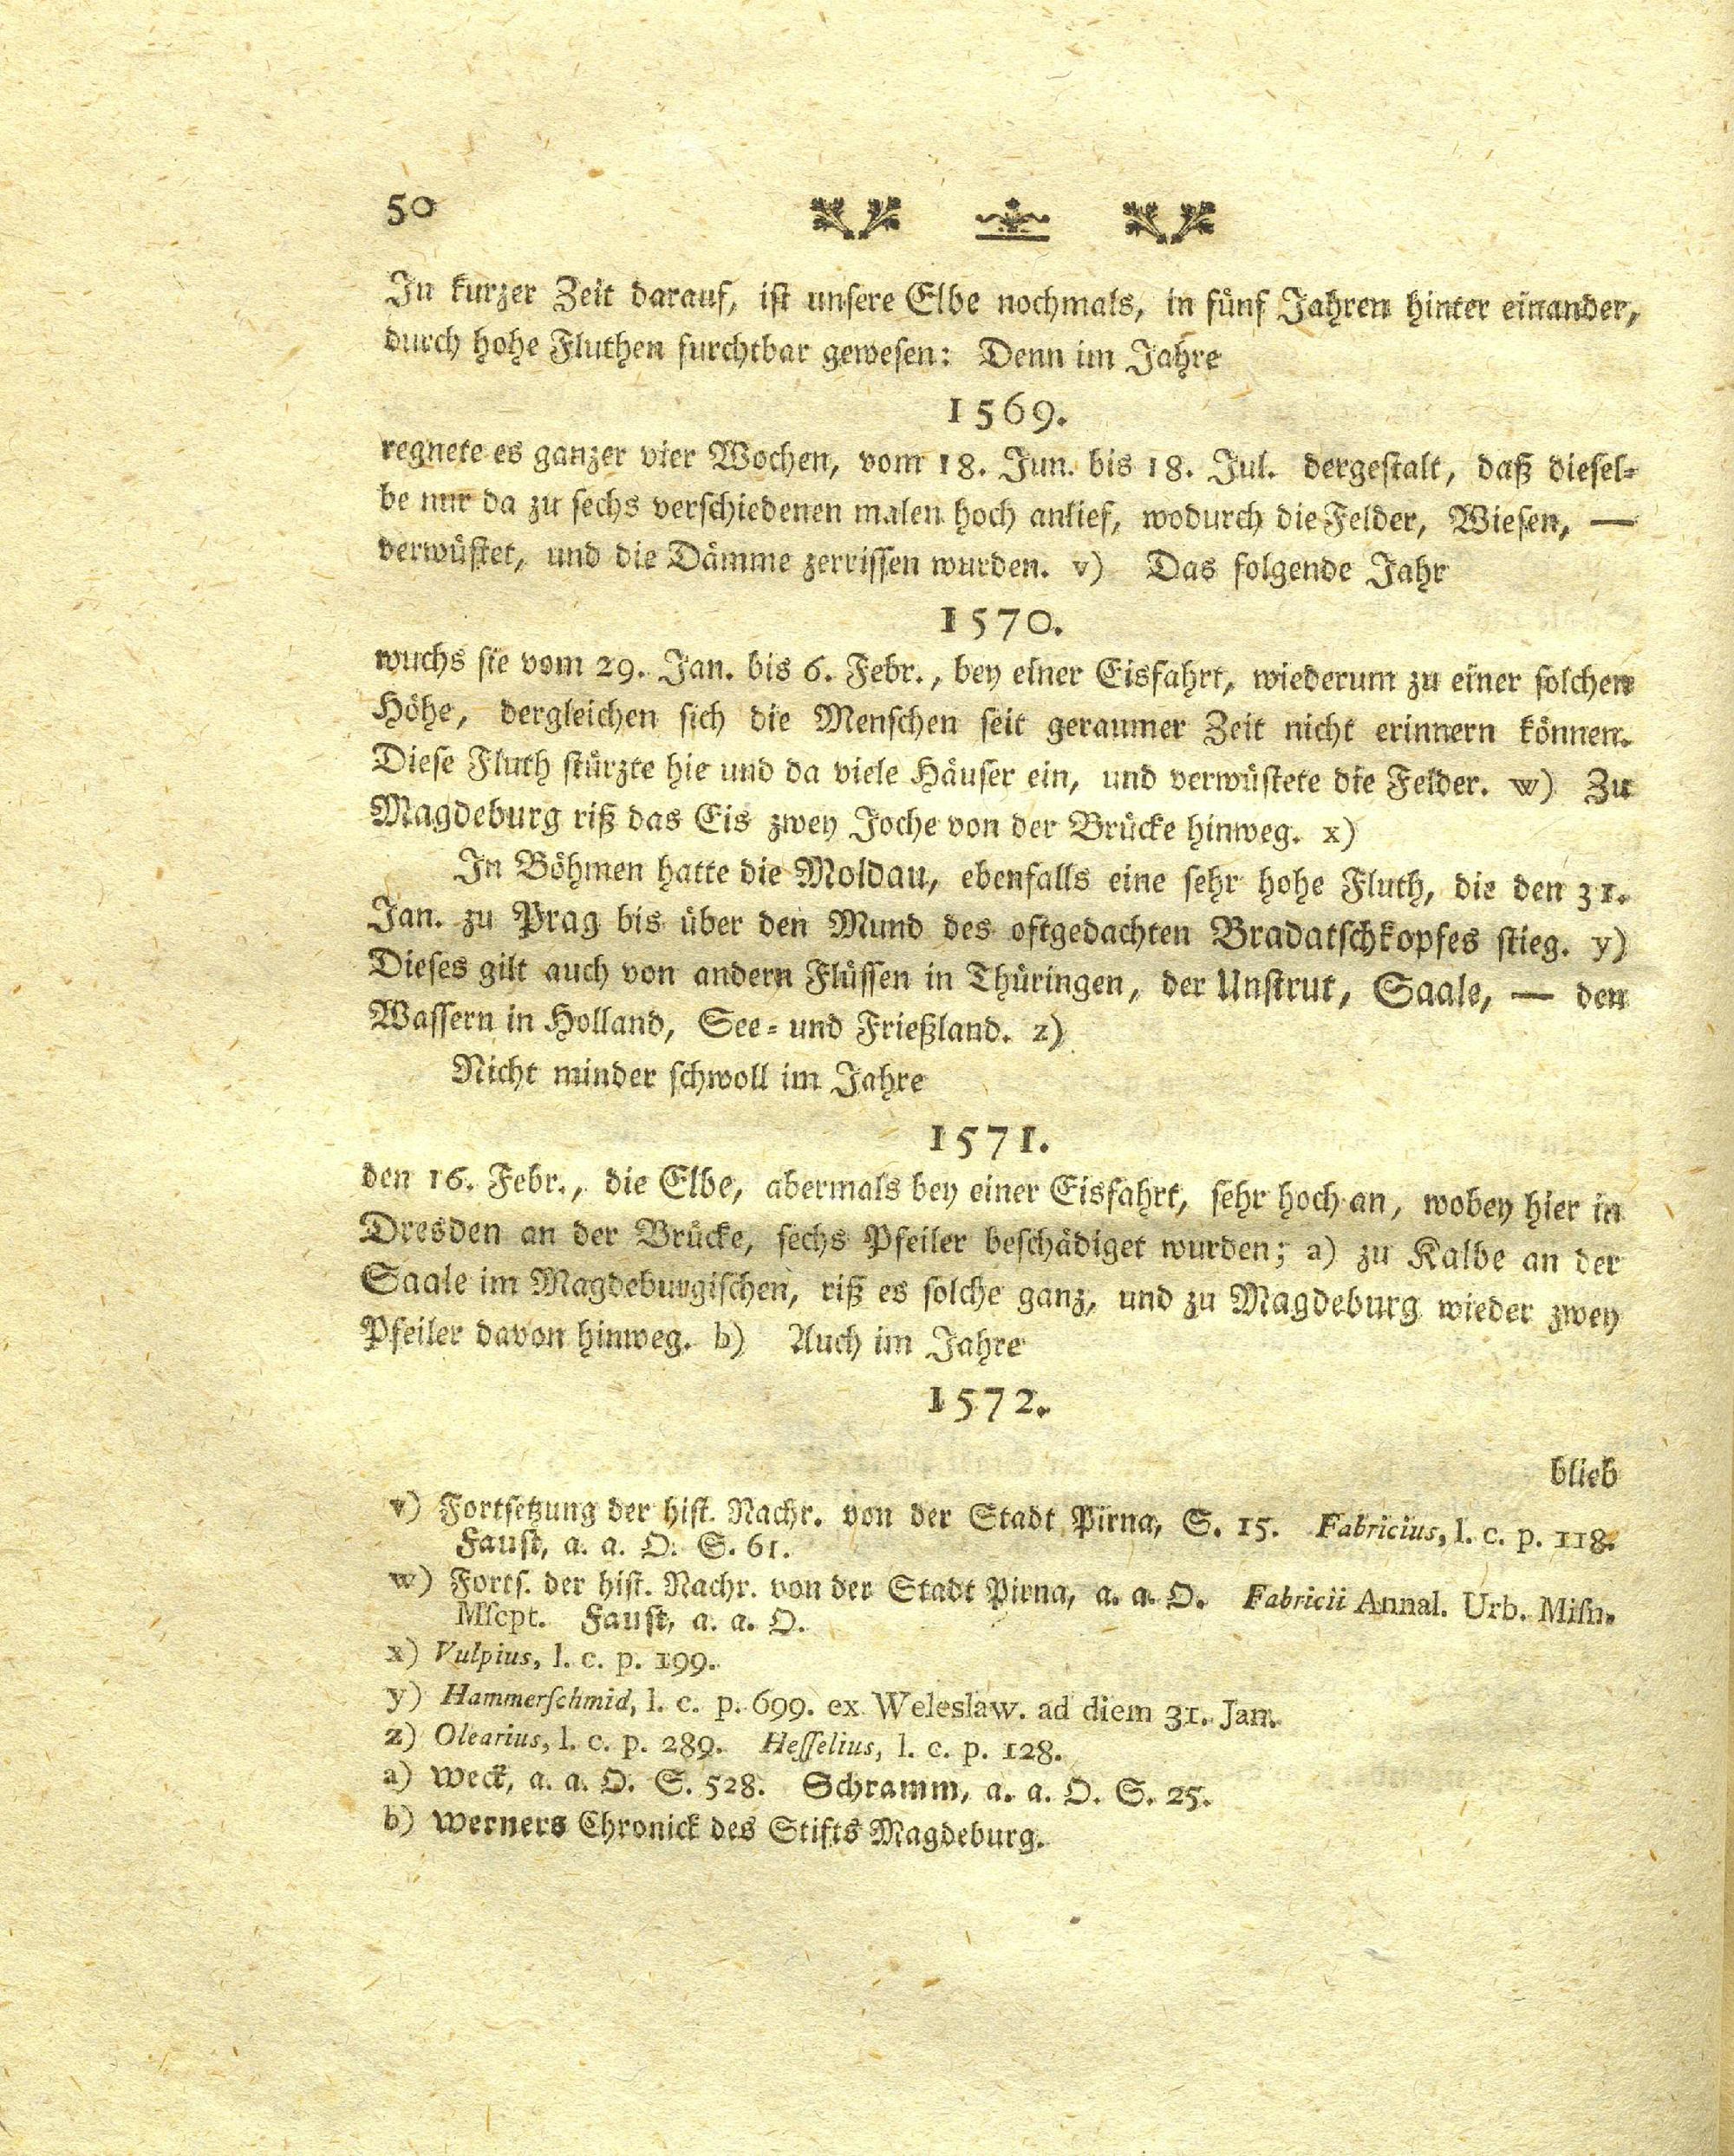 50
In kurzer Zeit darauf, ist unsere Elbe nochmals, in fünf Jahren hinter einander,
durch hohe Fluthen furchtbar gewesen: Denn im Jahre
1569.
regnete es ganzer vier Wochen, vom 18. Jun. bis 18. Jul. dergestalt, daß diesel-
be nur da zu sechs verschiedenen malen hoch anlief, wodurch die Felder, Wiesen, —
verwüstet, und die Dämme zerrissen wurden. v) Das folgende Jahr
1570.
wuchs sie vom 29. Jan. bis 6. Febr., bey einer Eisfahrt, wiederum zu einer solchen
Höhe, dergleichen sich die Menschen seit geraumer Zeit nicht erinnern können.
Diese Fluth stürzte hie und da viele Häuser ein, und verwüstete die Felder. w) Zu
Magdeburg riß das Eis zwey Joche von der Brücke hinweg. x)
In Böhmen hatte die Moldau, ebenfalls eine sehr hohe Fluth, die den 31.
Jan. zu Prag bis über den Mund des oftgedachten Bradatschkopfes stieg. y)
Dieses gilt auch von andern Flüssen in Thüringen, der Unstrut, Saale, — den
Wassern in Holland, See- und Frießland. z)
Nicht minder schwoll im Jahre
1571.
den 16. Febr., die Elbe, abermals bey einer Eisfahrt, sehr hoch an, wobey hier in
Dresden an der Brücke, sechs Pfeiler beschädiget wurden; a) zu Kalbe an der
Saale im Magdeburgischen, riß es solche ganz, und zu Magdeburg wieder zwey
Pfeiler davon hinweg. b) Auch im Jahre
1572.
blieb
v) Fortsetzung der hist. Nachr. von der Stadt Pirna, S. 15. Fabricius, l. c. p. 118.
Faust, a. a. O. S. 61.
w) Forts. der hist. Nachr. von der Stadt Pirna, a. a. O. Fabricii Annal. Urb. Misn.
Mscpt. Faust, a. a. O.
x) Vulpius, l. c. p. 199.
y) Hammerschmid, l. c. p. 699. ex Weleslaw. ad diem 31. Jan.
z) Olearius, l. c. p. 289. Hesselius, l. c. p. 128.
a) Weck, a. a. O. S. 528. Schramm, a. a. O. S. 25.
b) Werners Chronick des Stifts Magdeburg.